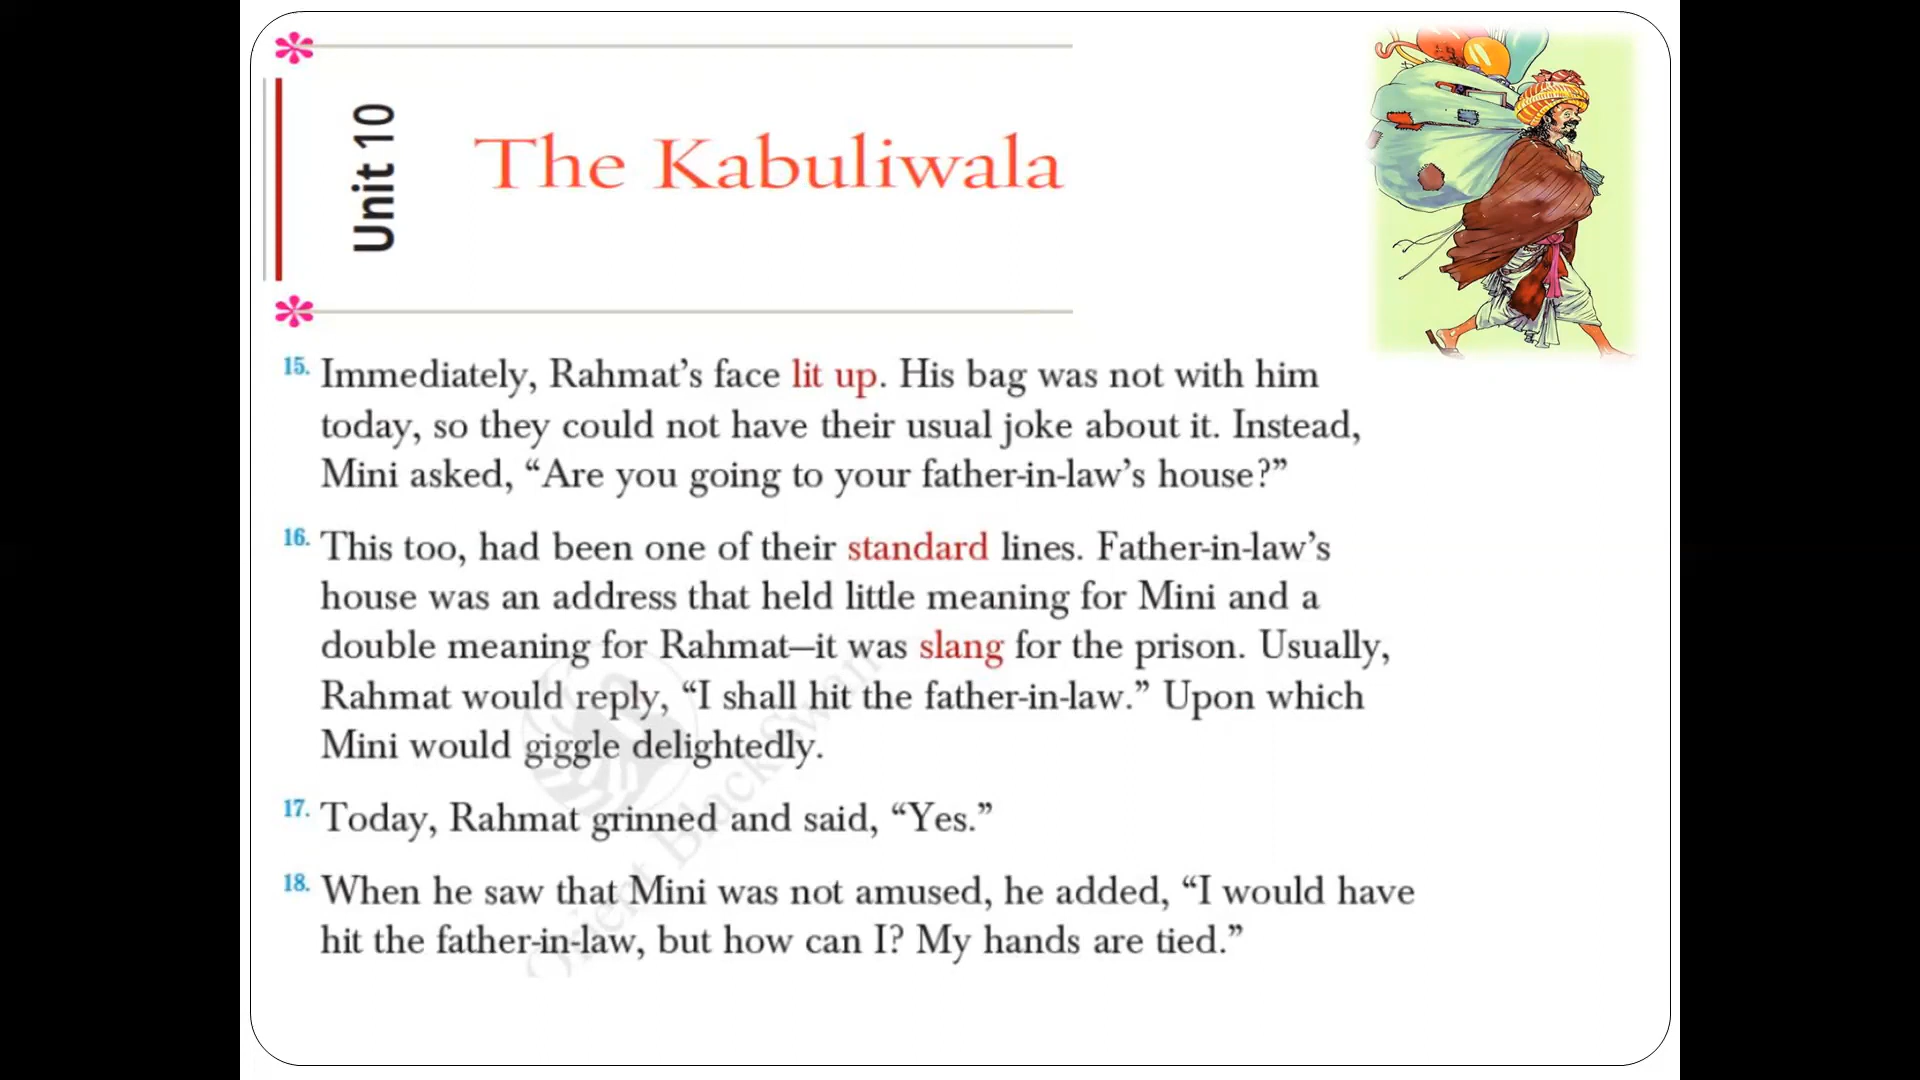 Unit 10
The Kabuliwala
15. Immediately, Rahmat’s face lit up. His bag was not with him
today, so they could not have their usual joke about it. Instead,
Mini asked, “Are you going to your father-in-law’s house?”
16. This too, had been one of their standard lines. Father-in-law’s
house was an address that held little meaning for Mini and a
double meaning for Rahmat—it was slang for the prison. Usually,
Rahmat would reply, “I shall hit the father-in-law.” Upon which
Mini would giggle delightedly.
17. Today, Rahmat grinned and said, “Yes.”
18. When he saw that Mini was not amused, he added, “I would have
hit the father-in-law, but how can I? My hands are tied.”
Orient BlackSwan